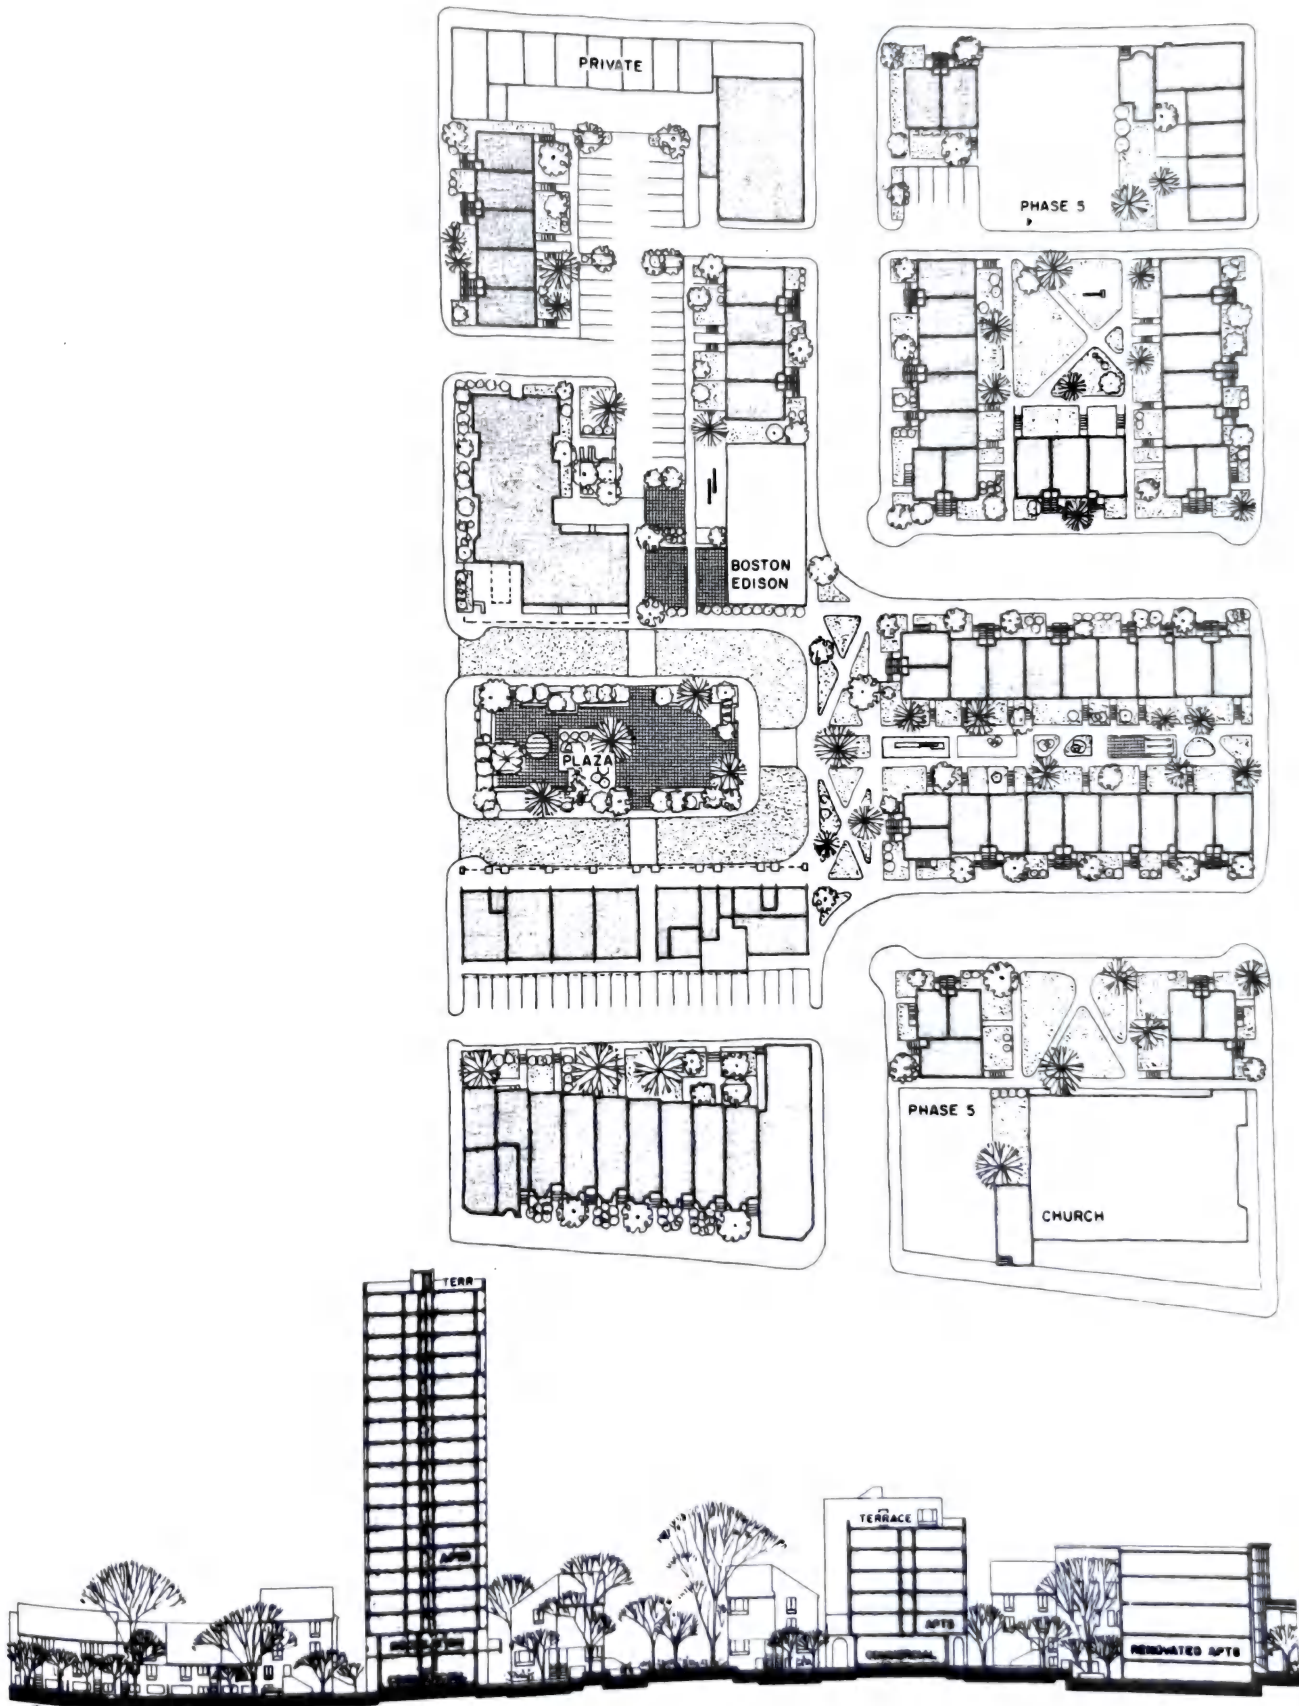 PRIVATE
PHASE 5
BOSTON
EDISON
PLAZA
PHASE 5
CHURCH
TERR
APTS
TERRACE
APTS
COMMERCIAL
RENOVATED APTS